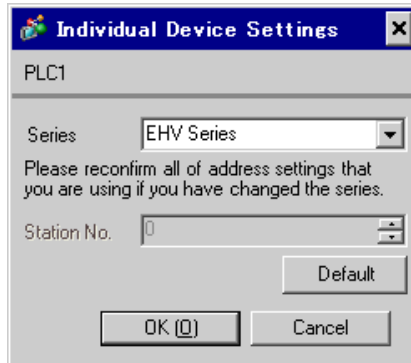 Individual Device Settings
PLC1
Series EHV Series
Please reconfirm all of address settings that
you are using if you have changed the series.
Station No. 0
Default
OK (O) Cancel